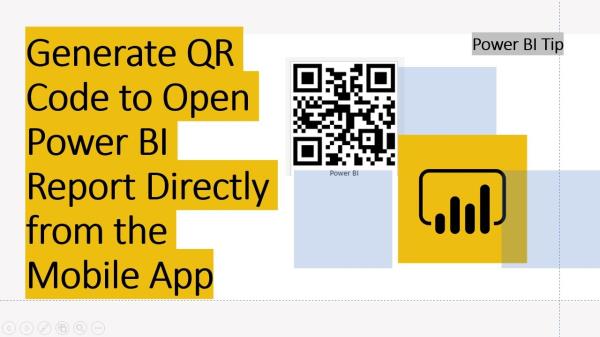 Generate QR
Code to Open
Power BI
Report Directly
from the
Mobile App
Power BI Tip
Power BI